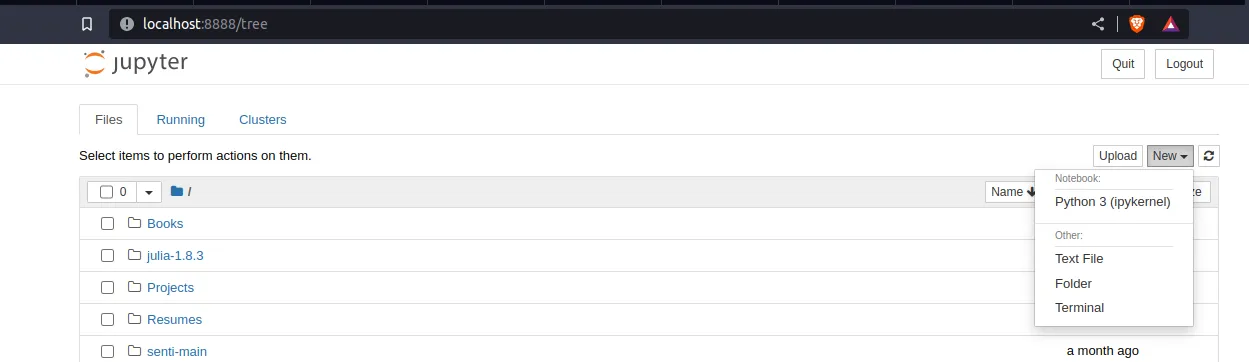 localhost:8888/tree
jupyter
Quit Logout
Files Running Clusters
Select items to perform actions on them.
Upload New
0 / Name
Notebook:
Python 3 (ipykernel)
Other:
Text File
Folder
Terminal
Books
julia-1.8.3
Projects
Resumes
senti-main a month ago